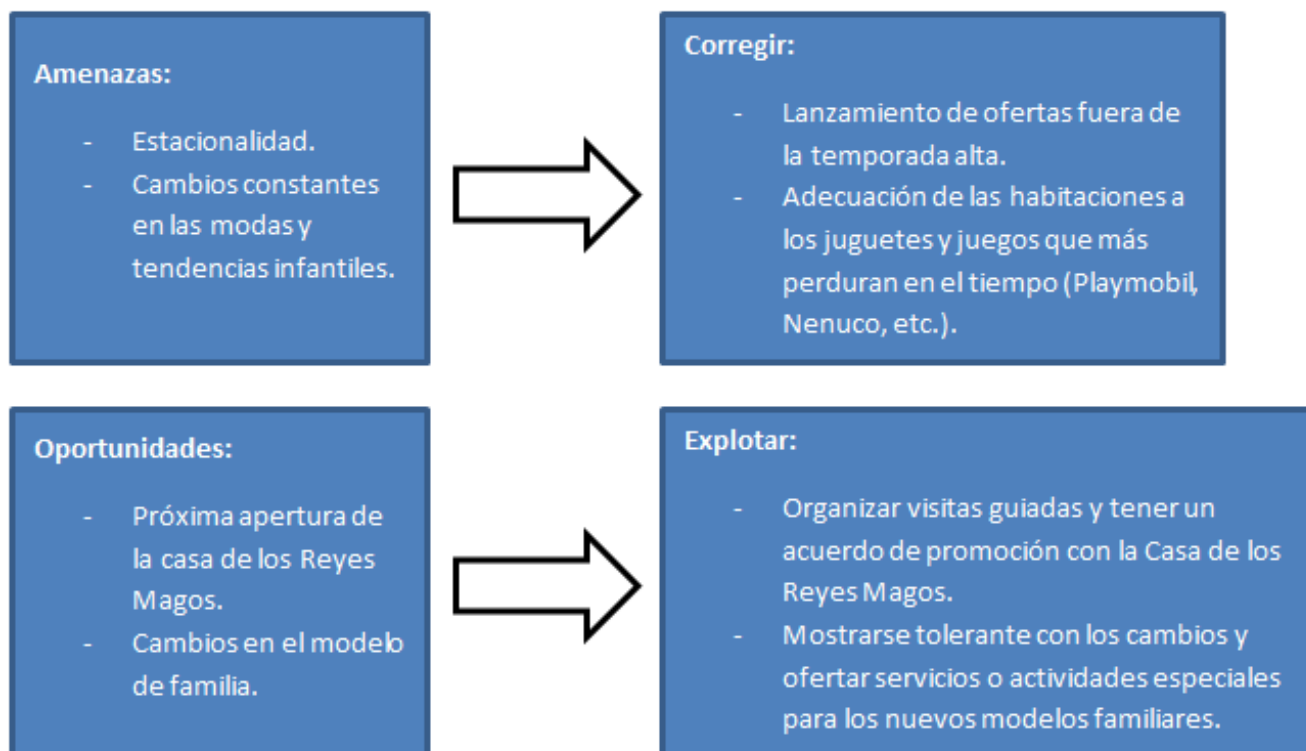 Amenazas:
- Estacionalidad.
- Cambios constantes
en las modas y
tendencias infantiles.
Corregir:
- Lanzamiento de ofertas fuera de
la temporada alta.
- Adecuación de las habitaciones a
los juguetes y juegos que más
perduran en el tiempo (Playmobil,
Nenuco, etc.).
Oportunidades:
- Próxima apertura de
la casa de los Reyes
Magos.
- Cambios en el modelo
de familia.
Explotar:
- Organizar visitas guiadas y tener un
acuerdo de promoción con la Casa de los
Reyes Magos.
- Mostrarse tolerante con los cambios y
ofertar servicios o actividades especiales
para los nuevos modelos familiares.